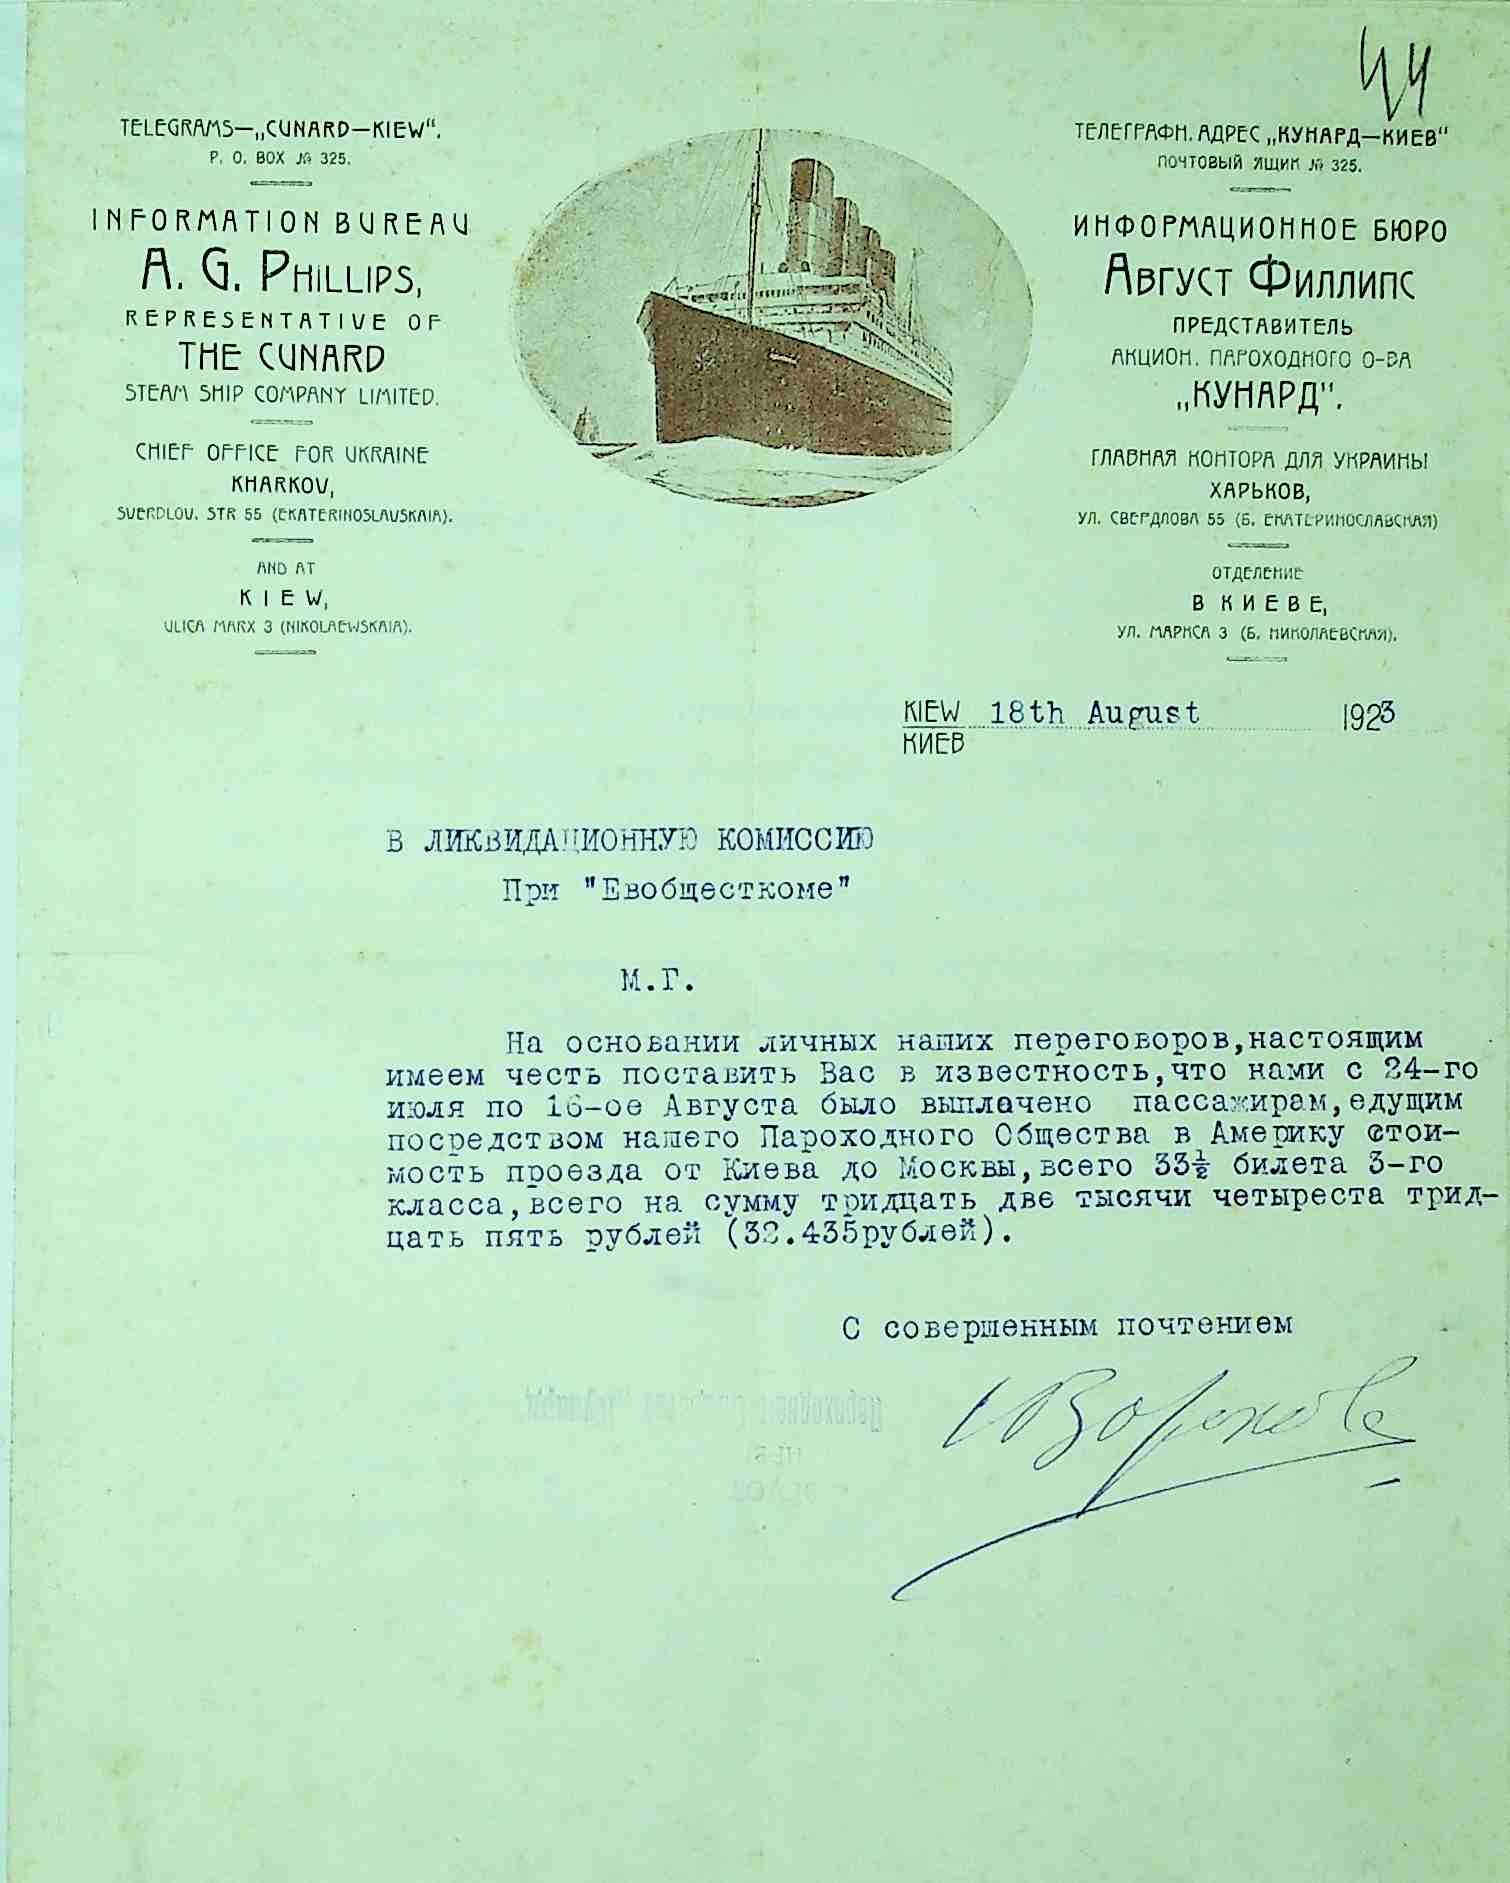 44
TELEGRAMS—„CUNARD—KIEW“.
P. O. BOX № 325.
INFORMATION BUREAU
A. G. PHILLIPS,
REPRESENTATIVE OF
THE CUNARD
STEAM SHIP COMPANY LIMITED.
CHIEF OFFICE FOR UKRAINE
KHARKOV,
SVERDLOV. STR 55 (EKATERINOSLAVSKAIA).
AND AT
KIEW,
ULICA MARX 3 (NIKOLAEWSKAIA).
ТЕЛЕГРАФН. АДРЕС „КУНАРД—КИЕВ“
ПОЧТОВЫЙ ЯЩИК № 325.
ИНФОРМАЦИОННОЕ БЮРО
АВГУСТ ФИЛЛИПС
ПРЕДСТАВИТЕЛЬ
АКЦИОН. ПАРОХОДНОГО О-ВА
„КУНАРД“.
ГЛАВНАЯ КОНТОРА ДЛЯ УКРАИНЫ
ХАРЬКОВ,
УЛ. СВЕРДЛОВА 55 (Б. ЕКАТЕРИНОСЛАВСКАЯ)
ОТДЕЛЕНИЕ
В КИЕВЕ,
УЛ. МАРКСА 3 (Б. НИКОЛАЕВСКАЯ).
KIEW 18th August 1923
КИЕВ
В ЛИКВИДАЦИОННУЮ КОМИССИЮ
При "Евобщесткоме"
М.Г.
На основании личных наших переговоров,настоящим
имеем честь поставить Вас в известность,что нами с 24-го
июля по 16-ое Августа было выплачено пассажирам,едущим
посредством нашего Пароходного Общества в Америку стои-
мость проезда от Киева до Москвы,всего 33½ билета 3-го
класса,всего на сумму тридцать две тысячи четыреста трид-
цать пять рублей (32.435рублей).
С совершенным почтением